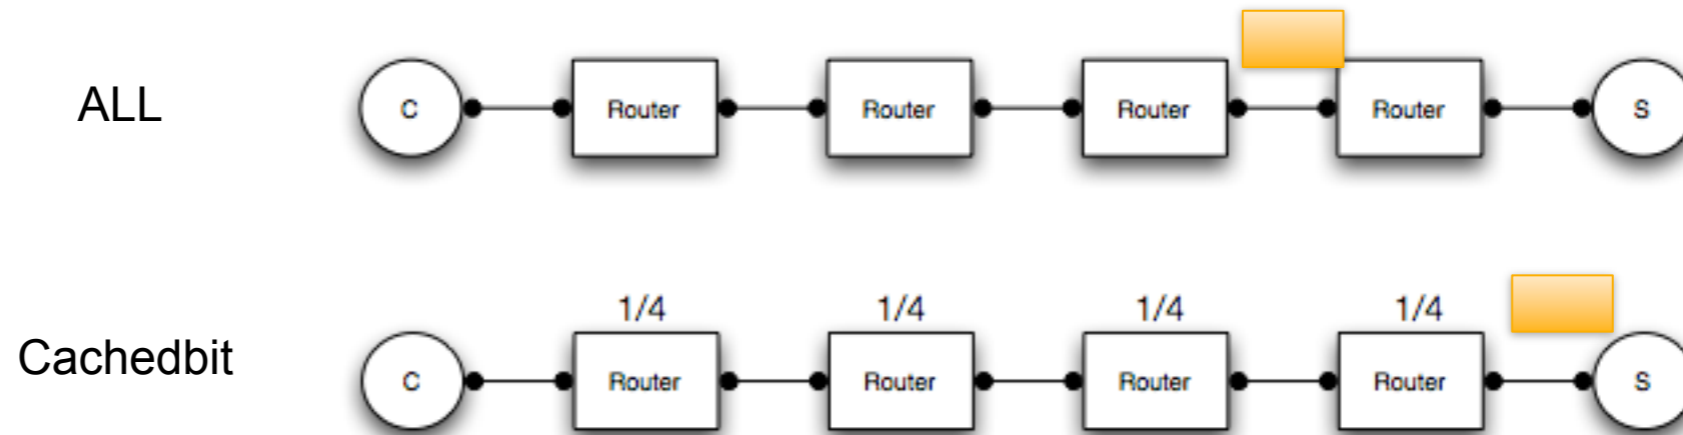 ALL
C Router Router Router Router S
1/4 1/4 1/4 1/4
Cachedbit
C Router Router Router Router S